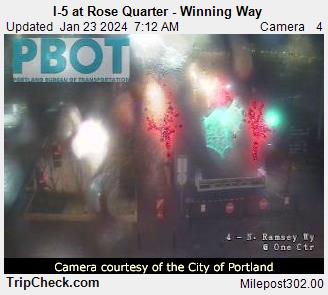 I-5 at Rose Quarter - Winning Way
Updated Jan 23 2024 7:12 AM Camera 4
PBOT
PORTLAND BUREAU OF TRANSPORTATION
4 - N. Ramsey Wy
@ One Ctr
Camera courtesy of the City of Portland
TripCheck.com Milepost302.00